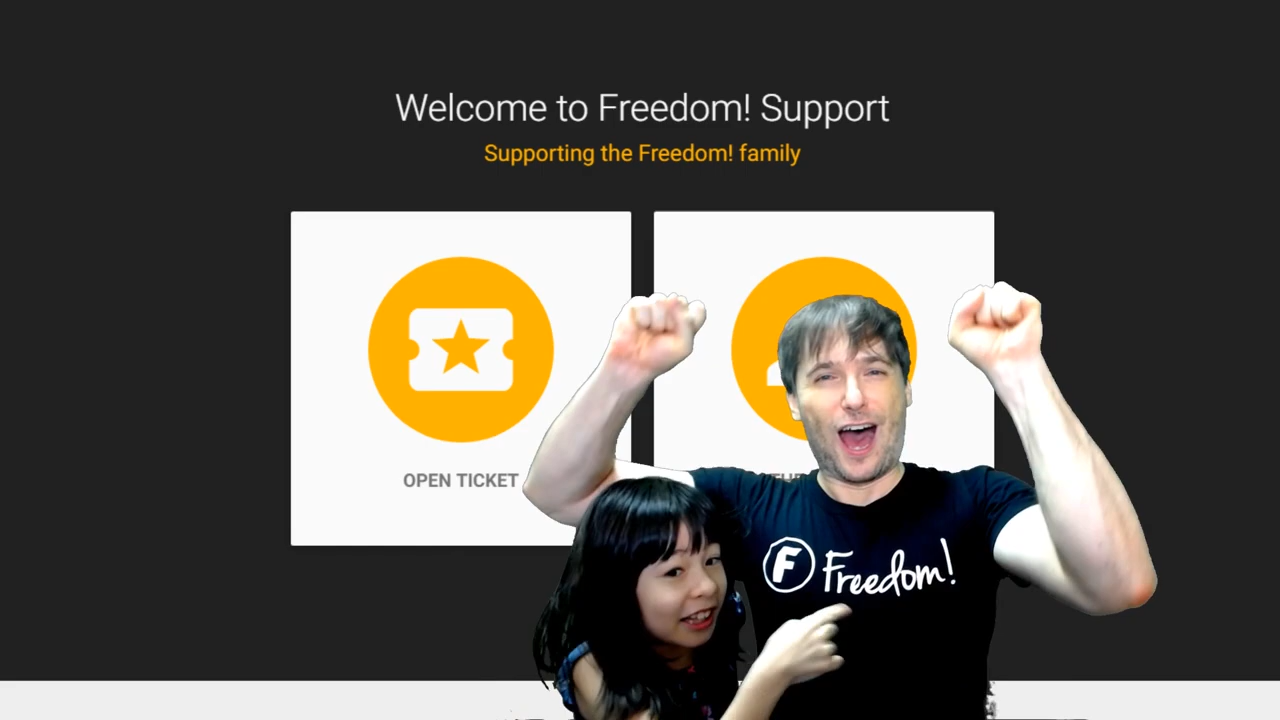 Welcome to Freedom! Support
Supporting the Freedom! family
OPEN TICKET
F Freedom!